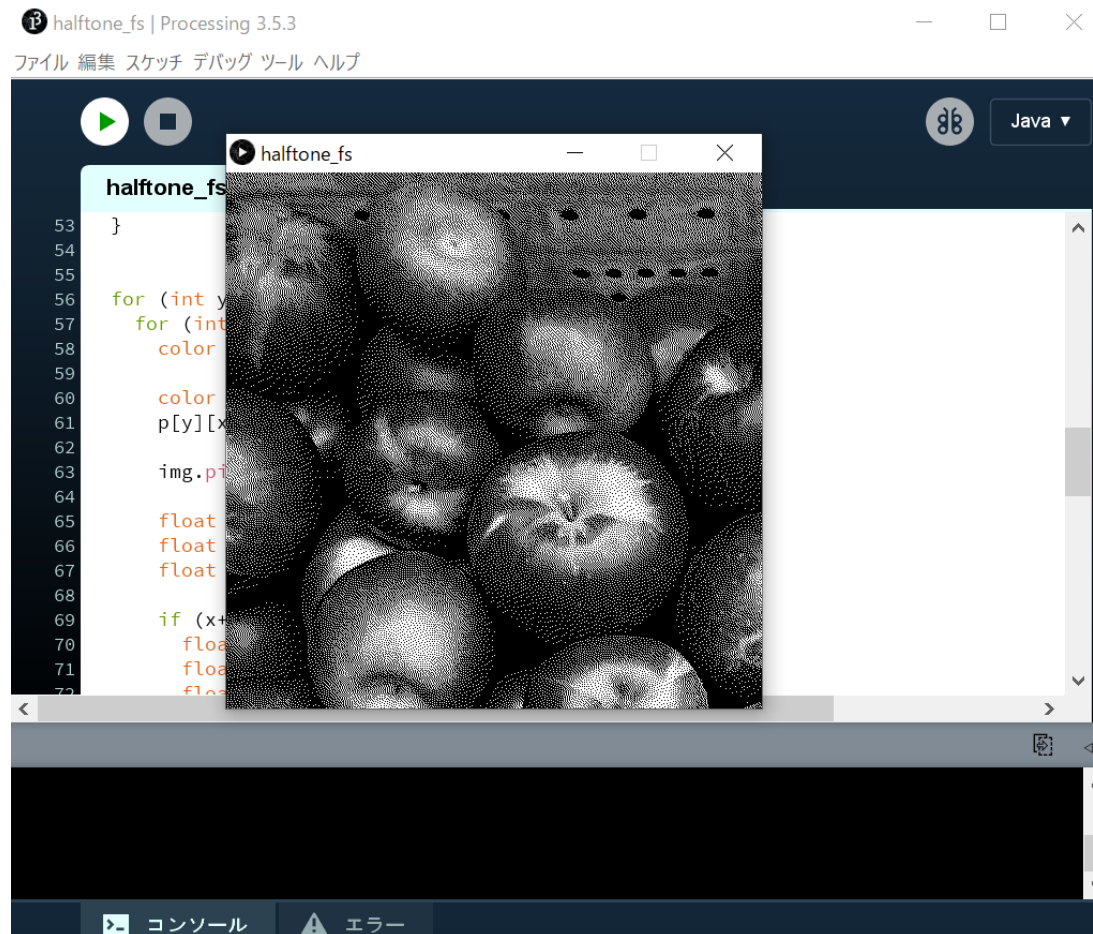 halftone_fs | Processing 3.5.3
ファイル 編集 スケッチ デバッグ ツール ヘルプ
Java ▼
halftone_fs
halftone_fs
53 }
54
55
56 for (int y
57 for (int
58 color
59
60 color
61 p[y][x
62
63 img.pi
64
65 float
66 float
67 float
68
69 if (x+
70 floa
71 floa
72 floa
コンソール
エラー